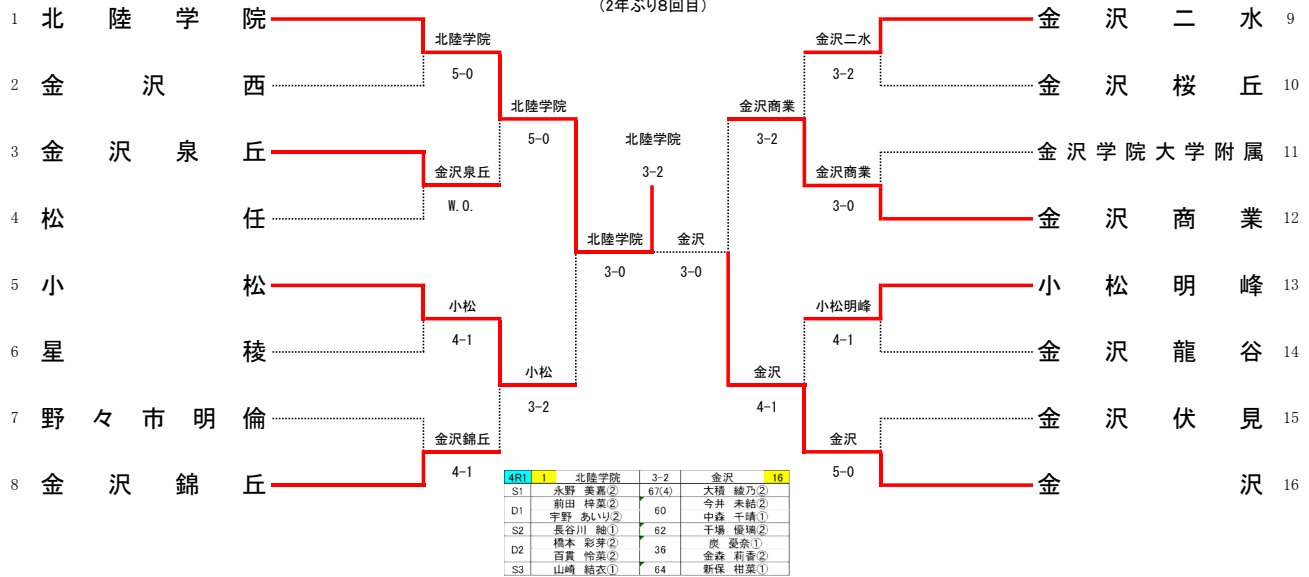 (2年ぶり8回目)
1 北陸学院
2 金沢西
3 金沢泉丘
4 松任
5 小松
6 星稜
7 野々市明倫
8 金沢錦丘
北陸学院
5-0
金沢泉丘
W.O.
小松
4-1
金沢錦丘
4-1
北陸学院
5-0
小松
3-2
北陸学院
3-0
北陸学院
3-2
金沢
3-0
金沢商業
3-2
金沢
4-1
金沢二水
3-2
金沢商業
3-0
小松明峰
4-1
金沢
5-0
金沢二水 9
金沢桜丘 10
金沢学院大学附属 11
金沢商業 12
小松明峰 13
金沢龍谷 14
金沢伏見 15
金沢 16
4R1 1 北陸学院 3-2 金沢 16
S1 永野 美嘉② 67(4) 大積 綾乃②
D1 前田 梓菜② 60 今井 未結②
宇野 あいり② 中森 千晴①
S2 長谷川 紬① 62 干場 優璃②
D2 橋本 彩芽② 36 炭 憂奈①
百貫 怜菜② 金森 莉香②
S3 山崎 結衣① 64 新保 柑菜①